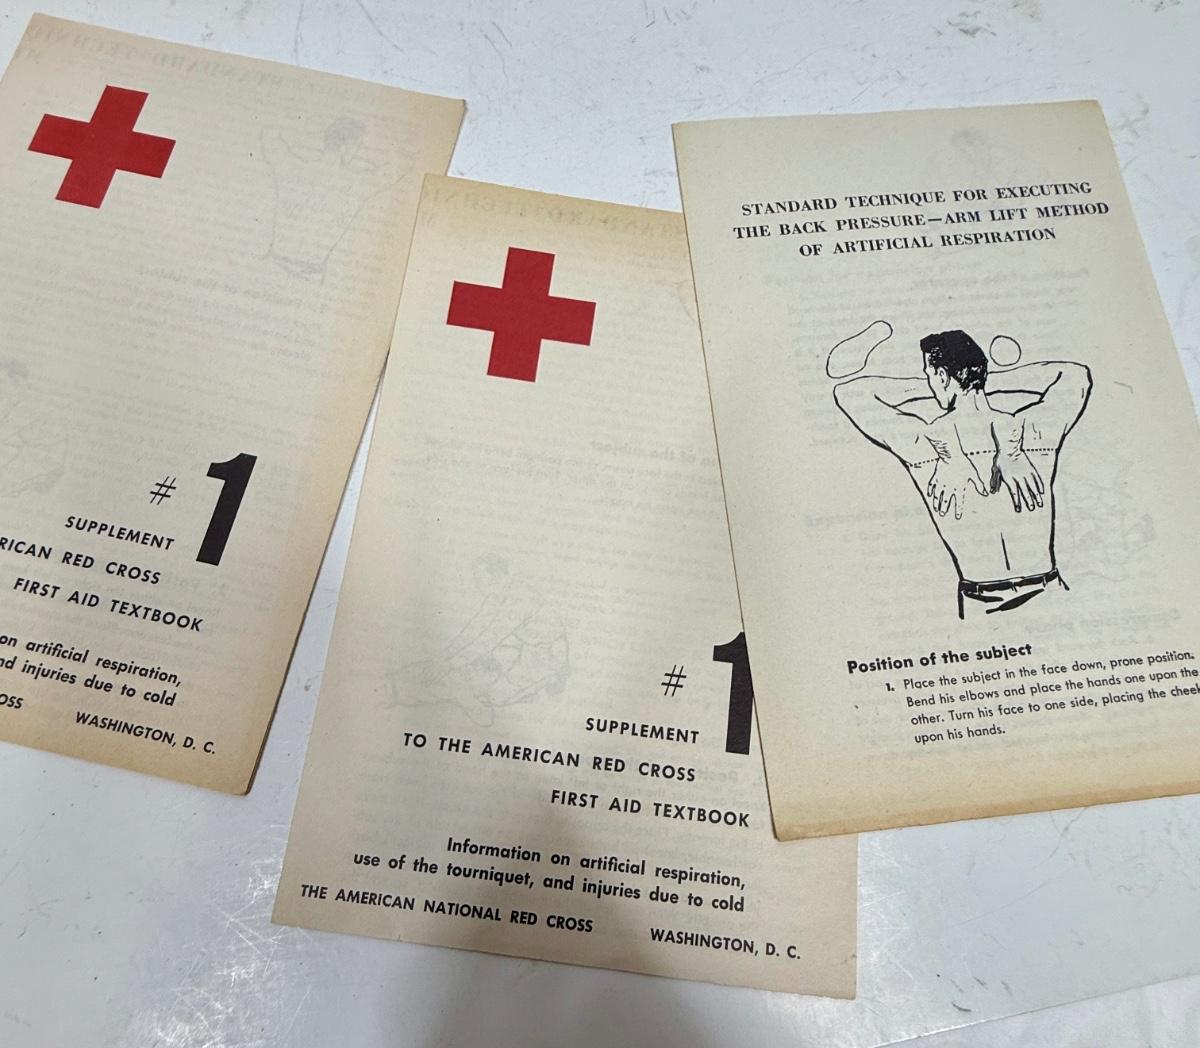 # 1
SUPPLEMENT
RICAN RED CROSS
FIRST AID TEXTBOOK
on artificial respiration,
nd injuries due to cold
OSS WASHINGTON, D. C.
# 1
SUPPLEMENT
TO THE AMERICAN RED CROSS
FIRST AID TEXTBOOK
Information on artificial respiration,
use of the tourniquet, and injuries due to cold
THE AMERICAN NATIONAL RED CROSS WASHINGTON, D. C.
STANDARD TECHNIQUE FOR EXECUTING
THE BACK PRESSURE—ARM LIFT METHOD
OF ARTIFICIAL RESPIRATION
Position of the subject
1. Place the subject in the face down, prone position.
Bend his elbows and place the hands one upon the
other. Turn his face to one side, placing the cheek
upon his hands.